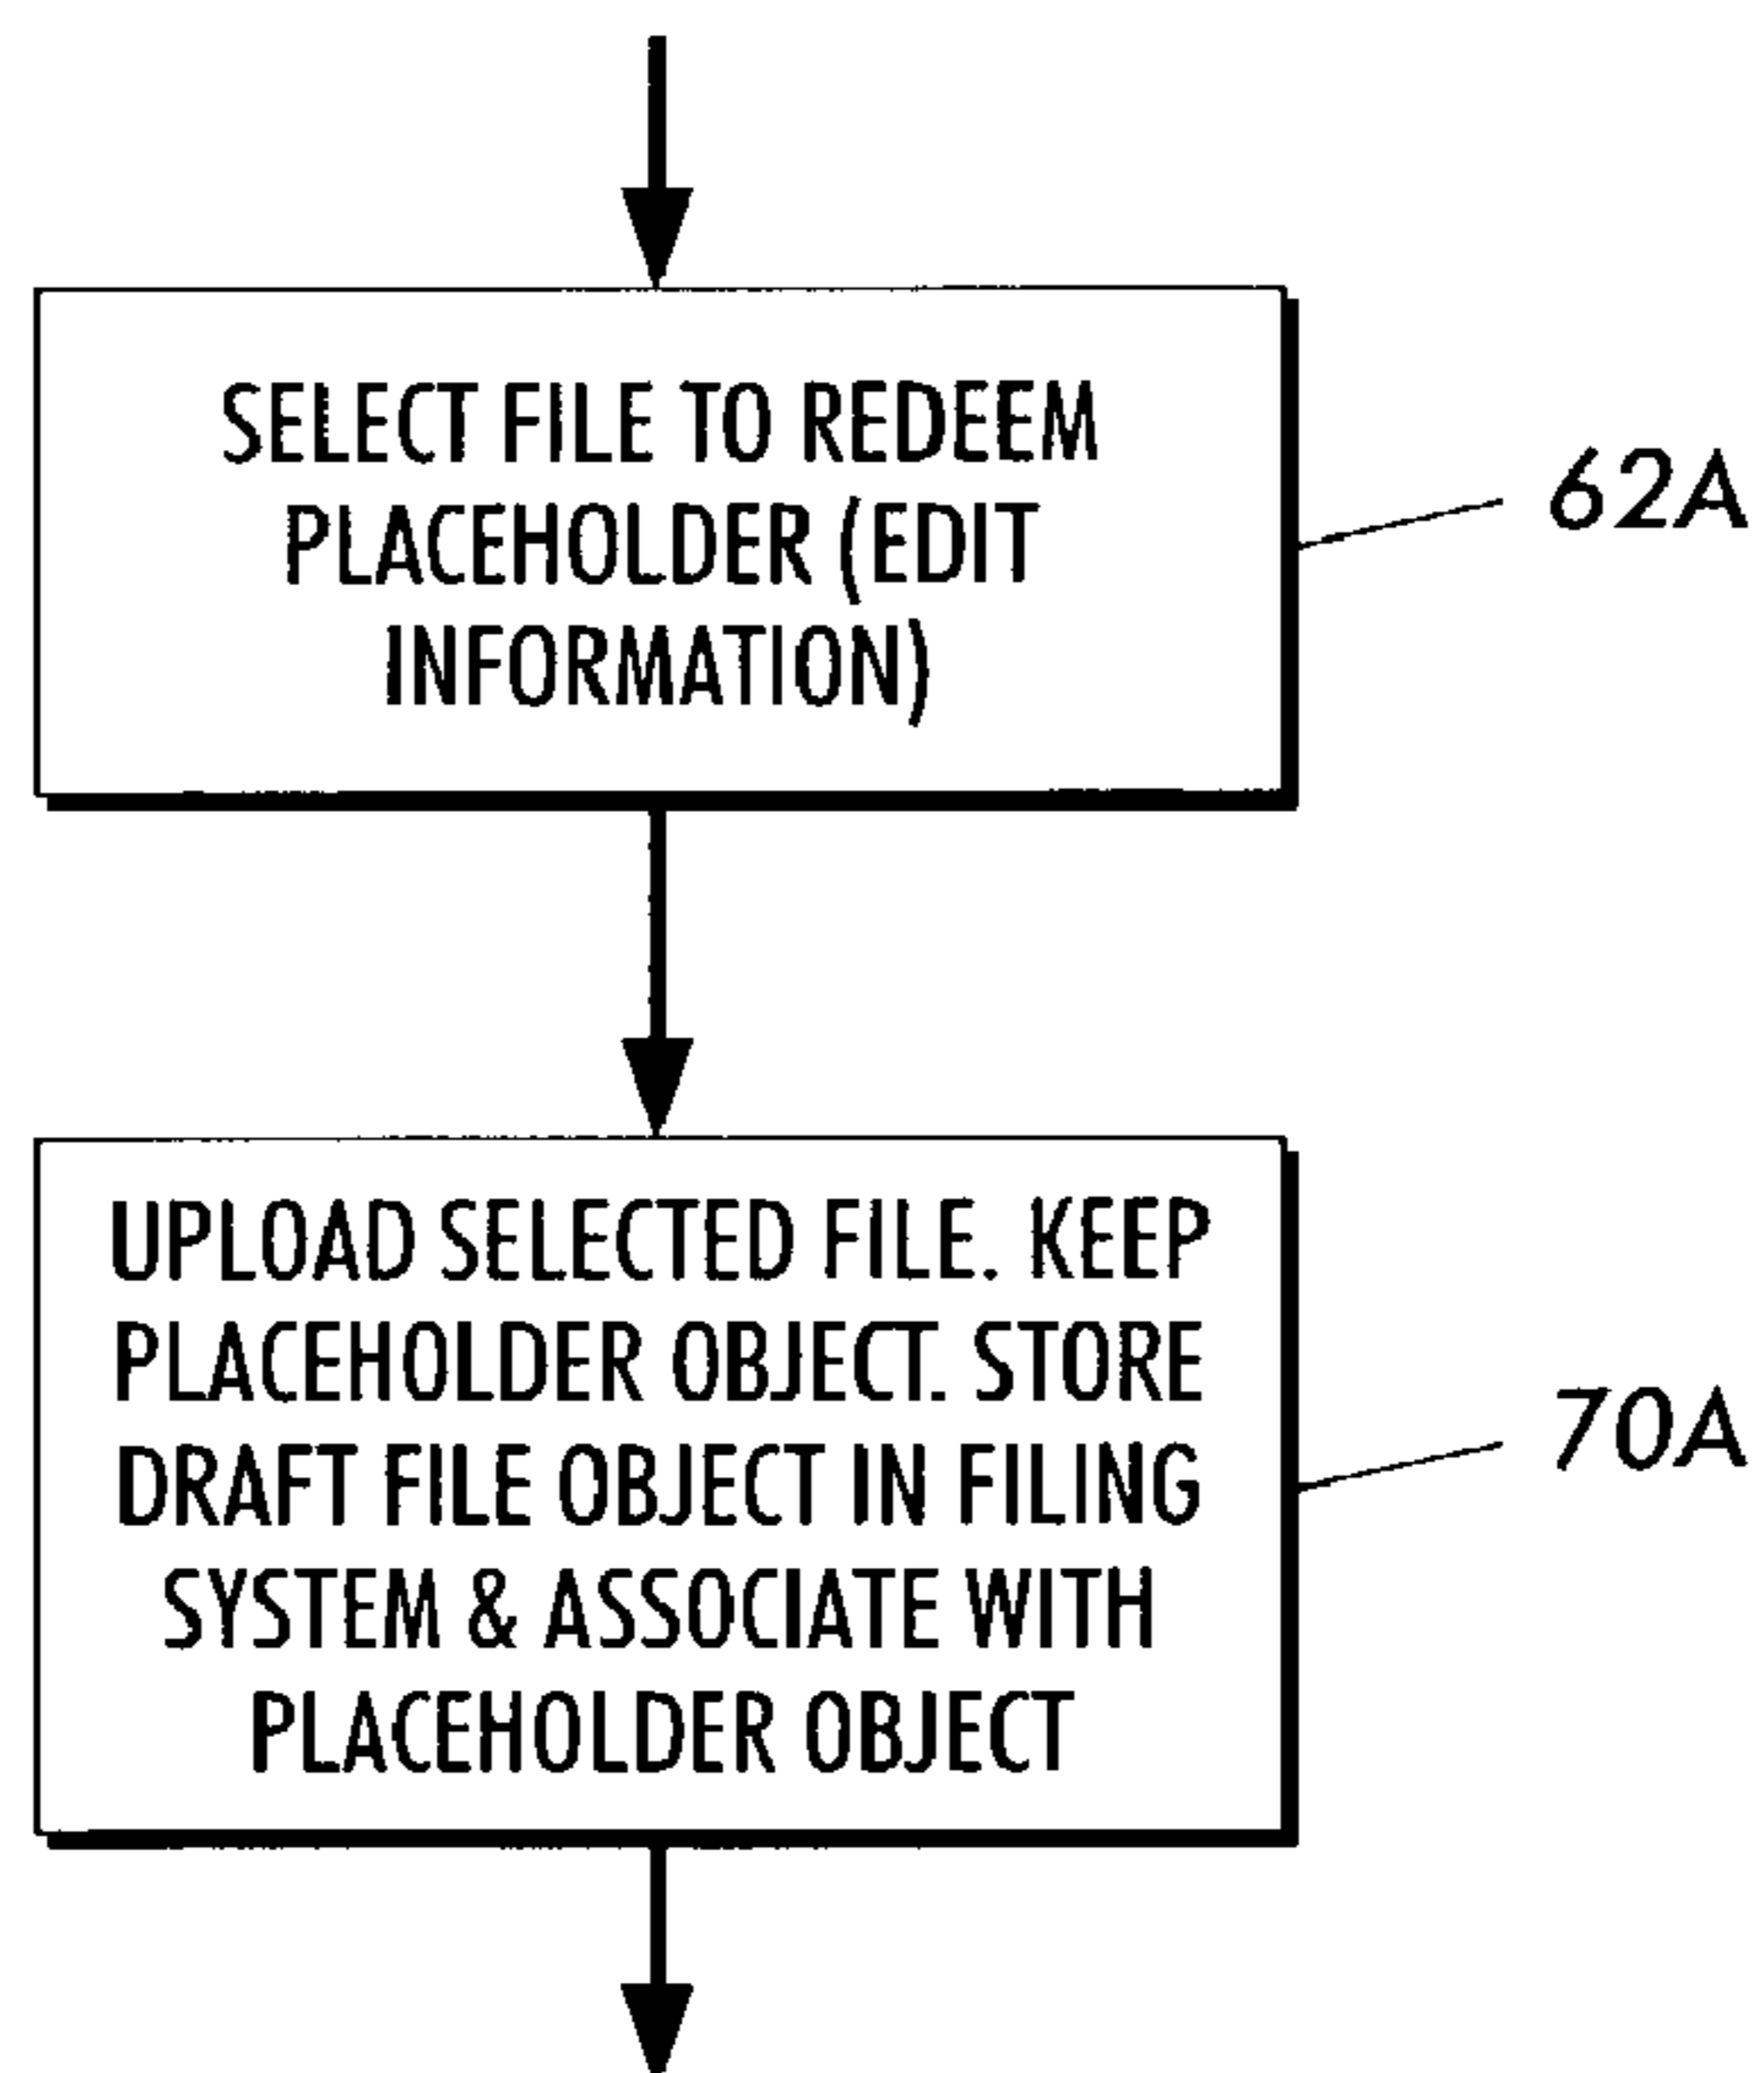 SELECT FILE TO REDEEM
PLACEHOLDER (EDIT
INFORMATION)
62A
UPLOAD SELECTED FILE. KEEP
PLACEHOLDER OBJECT. STORE
DRAFT FILE OBJECT IN FILING
SYSTEM & ASSOCIATE WITH
PLACEHOLDER OBJECT
70A